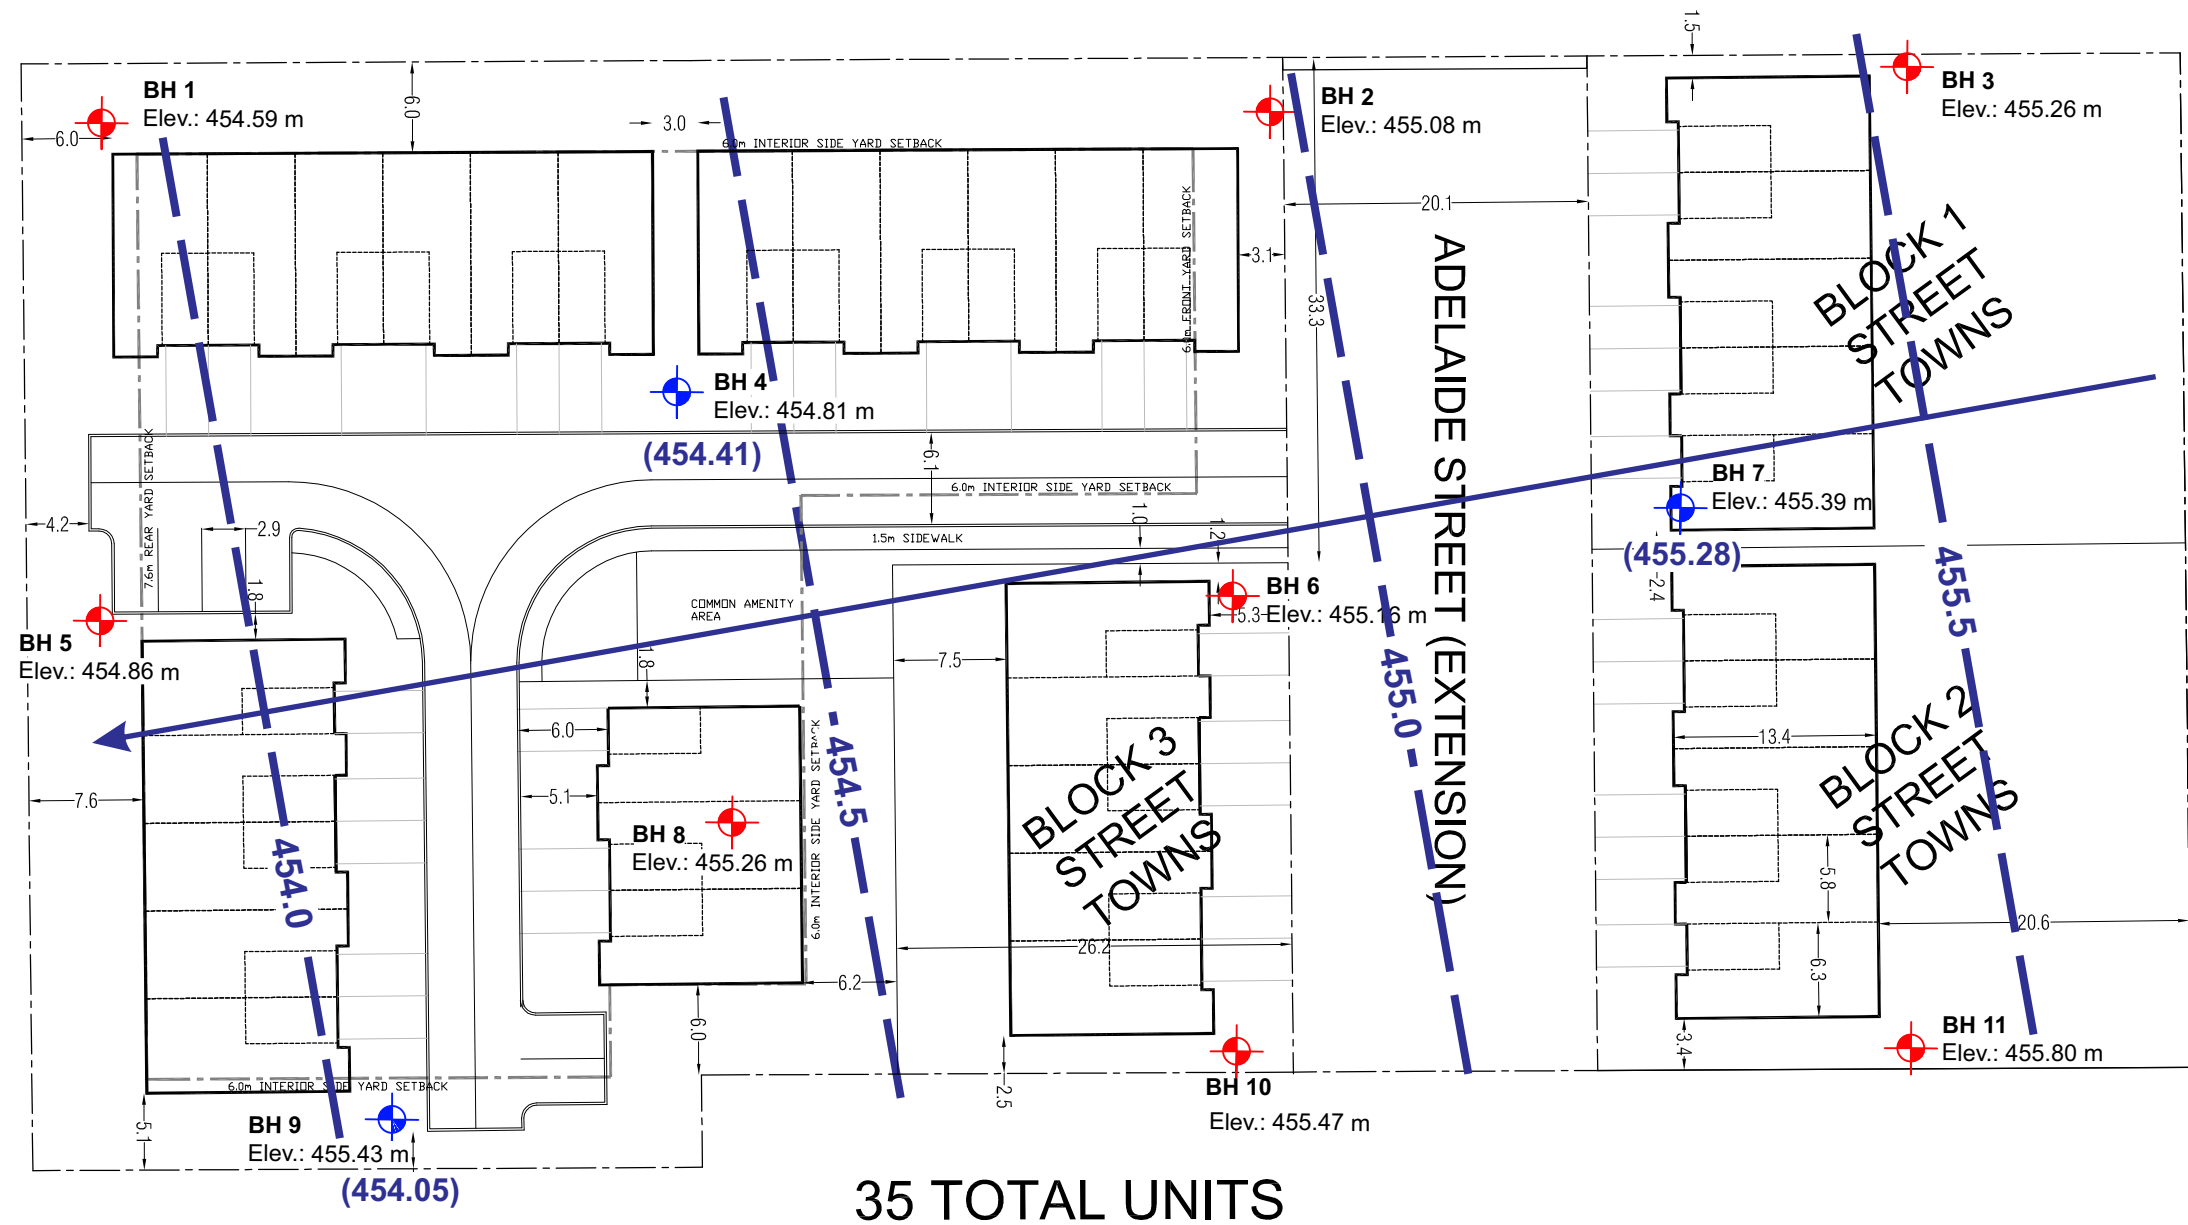 1.5
BH 1
Elev.: 454.59 m
6.0
6.0
3.0
6.0m INTERIOR SIDE YARD SETBACK
BH 2
Elev.: 455.08 m
BH 3
Elev.: 455.26 m
20.1
3.1
33.3
6.0m FRONT YARD SETBACK
ADELAIDE STREET (EXTENSION)
BLOCK 1
STREET
TOWNS
BH 4
Elev.: 454.81 m
(454.41)
7.6m REAR YARD SETBACK
6.1
6.0m INTERIOR SIDE YARD SETBACK
BH 7
Elev.: 455.39 m
(455.28)
4.2
2.9
1.8
1.5m SIDEWALK
1.0
1.2
2.4
455.5
BH 5
Elev.: 454.86 m
COMMON AMENITY
AREA
1.8
7.5
BH 6
5.3
Elev.: 455.16 m
455.0
6.0
5.1
7.6
454.0
BH 8
Elev.: 455.26 m
6.0m INTERIOR SIDE YARD SETBACK
454.5
BLOCK 3
STREET
TOWNS
13.4
BLOCK 2
STREET
TOWNS
5.8
20.6
6.3
26.2
6.2
6.0
2.5
3.4
BH 11
Elev.: 455.80 m
6.0m INTERIOR SIDE YARD SETBACK
5.1
BH 9
Elev.: 455.43 m
(454.05)
BH 10
Elev.: 455.47 m
35 TOTAL UNITS